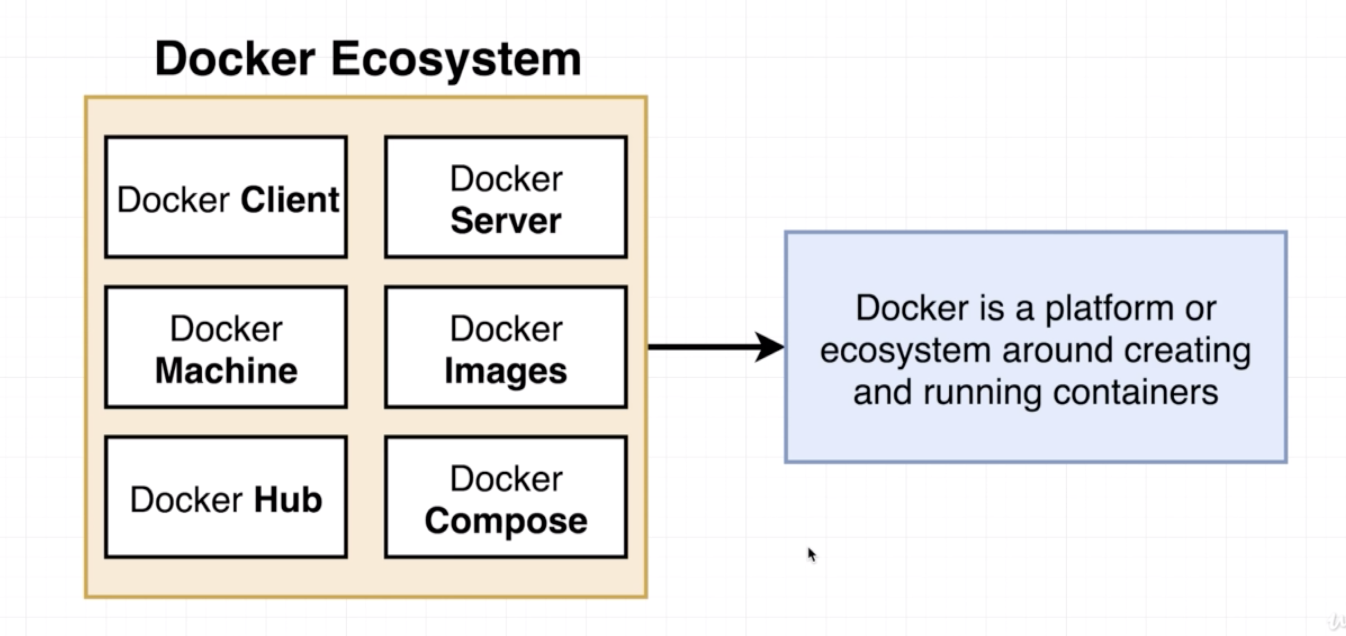 Docker Ecosystem
Docker Client
Docker
Server
Docker
Machine
Docker
Images
Docker Hub
Docker
Compose
Docker is a platform or
ecosystem around creating
and running containers